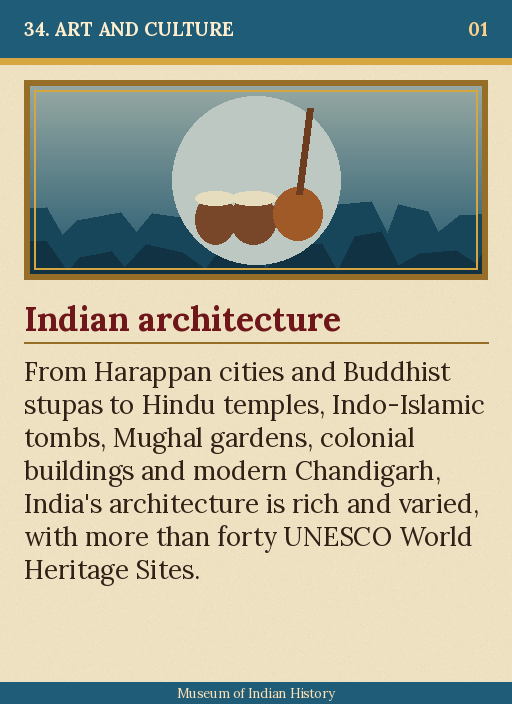 34. ART AND CULTURE
01
Indian architecture
From Harappan cities and Buddhist
stupas to Hindu temples, Indo-Islamic
tombs, Mughal gardens, colonial
buildings and modern Chandigarh,
India's architecture is rich and varied,
with more than forty UNESCO World
Heritage Sites.
Museum of Indian History